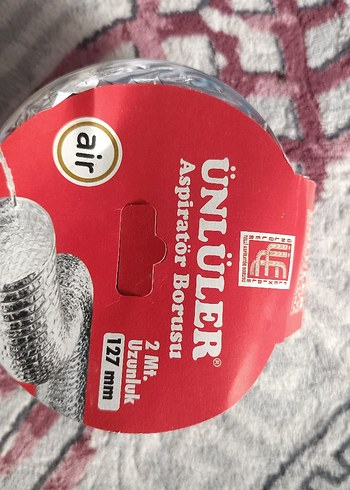 air
ÜNLÜLER®
Aspiratör Borusu
2 Mt.
Uzunluk
127 mm